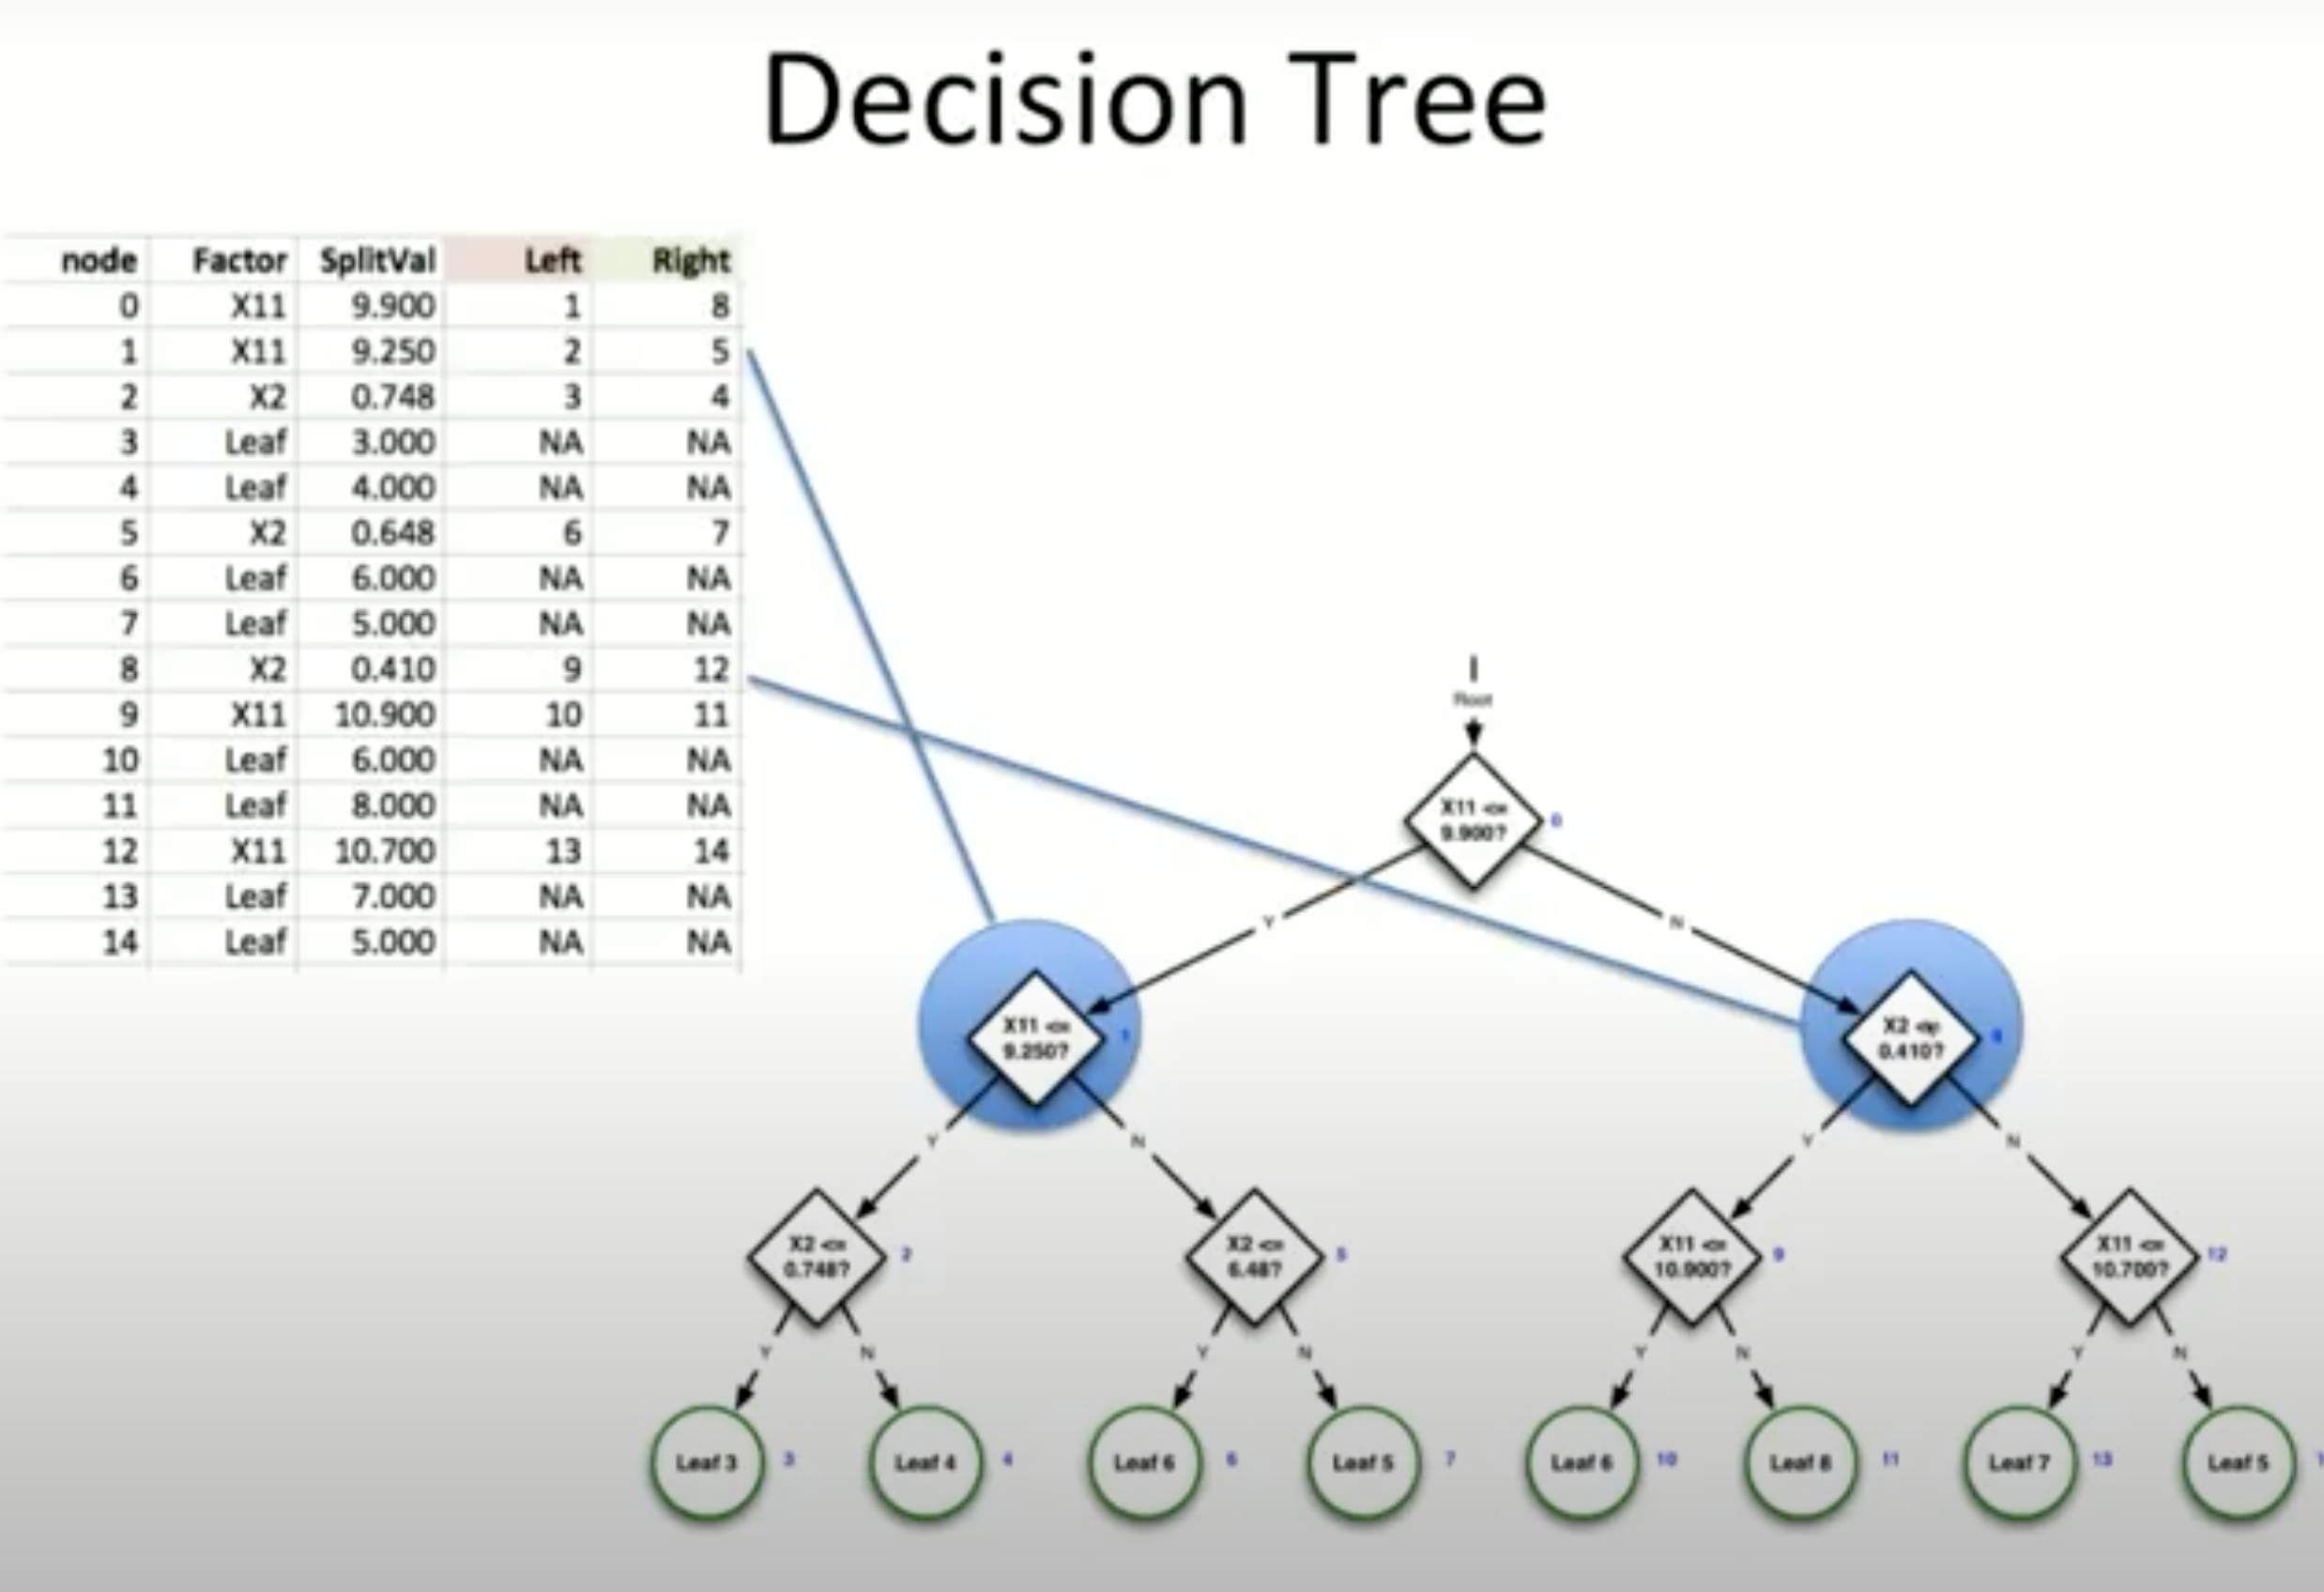 Decision Tree
node Factor SplitVal Left Right
0 X11 9.900 1 8
1 X11 9.250 2 5
2 X2 0.748 3 4
3 Leaf 3.000 NA NA
4 Leaf 4.000 NA NA
5 X2 0.648 6 7
6 Leaf 6.000 NA NA
7 Leaf 5.000 NA NA
8 X2 0.410 9 12
9 X11 10.900 10 11
10 Leaf 6.000 NA NA
11 Leaf 8.000 NA NA
12 X11 10.700 13 14
13 Leaf 7.000 NA NA
14 Leaf 5.000 NA NA
Root
X11 <=
9.900?
0
Y N
X11 <=
9.250?
1
X2
0.410?
8
Y N Y N
X2 <=
0.748?
2
X2 <=
6.48?
5
X11 <=
10.900?
9
X11 <=
10.700?
12
Y N Y N Y N Y N
Leaf 3 3
Leaf 4 4
Leaf 6 6
Leaf 5 7
Leaf 6 10
Leaf 8 11
Leaf 7 13
Leaf 5